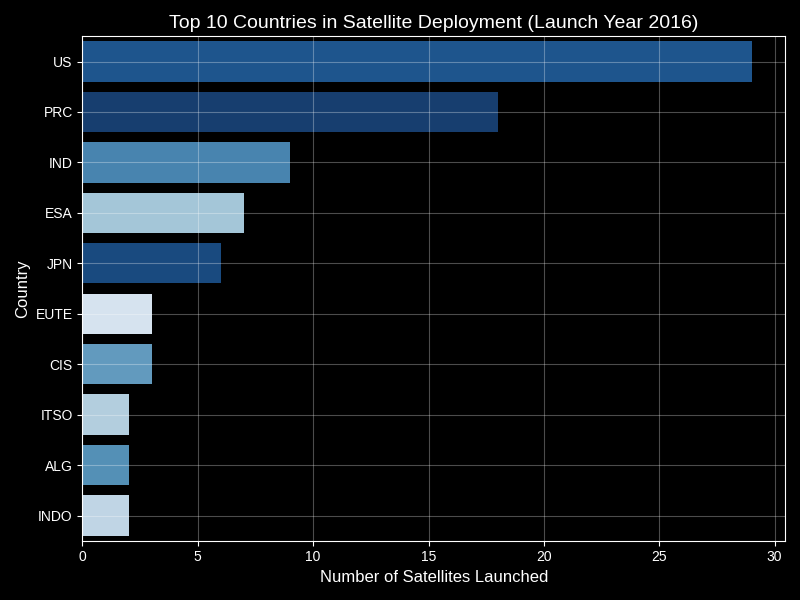 Top 10 Countries in Satellite Deployment (Launch Year 2016)
Country
US
PRC
IND
ESA
JPN
EUTE
CIS
ITSO
ALG
INDO
0 5 10 15 20 25 30
Number of Satellites Launched